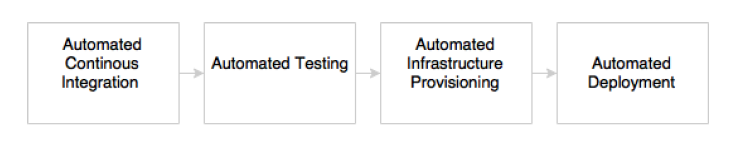 Automated
Continous
Integration
Automated Testing
Automated
Infrastructure
Provisioning
Automated
Deployment